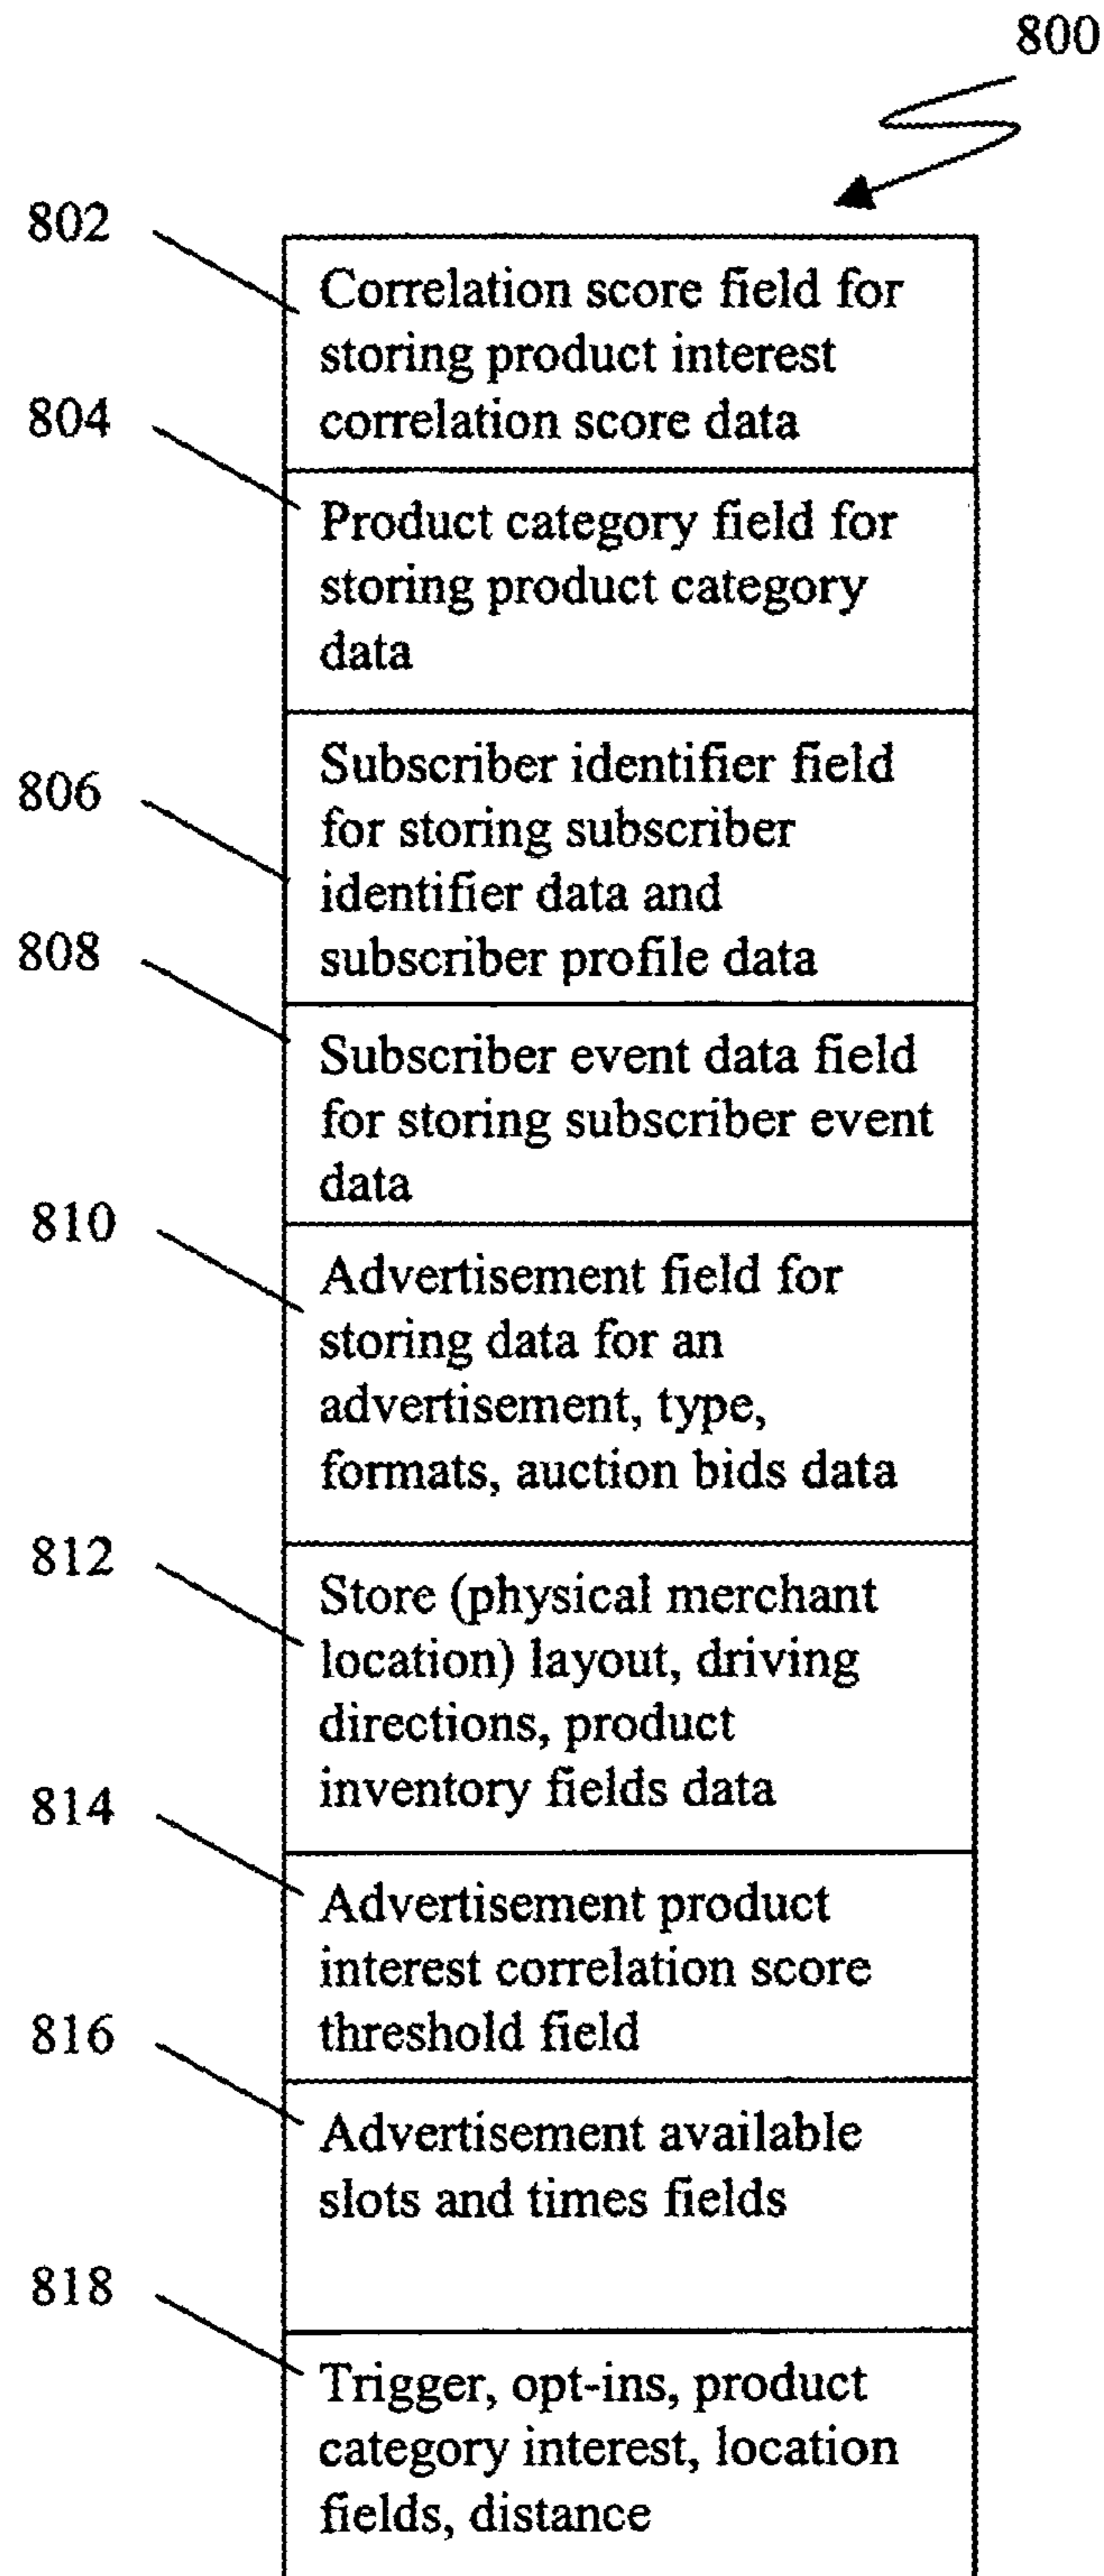 800
802
Correlation score field for
storing product interest
correlation score data
804
Product category field for
storing product category
data
806
Subscriber identifier field
for storing subscriber
identifier data and
subscriber profile data
808
Subscriber event data field
for storing subscriber event
data
810
Advertisement field for
storing data for an
advertisement, type,
formats, auction bids data
812
Store (physical merchant
location) layout, driving
directions, product
inventory fields data
814
Advertisement product
interest correlation score
threshold field
816
Advertisement available
slots and times fields
818
Trigger, opt-ins, product
category interest, location
fields, distance